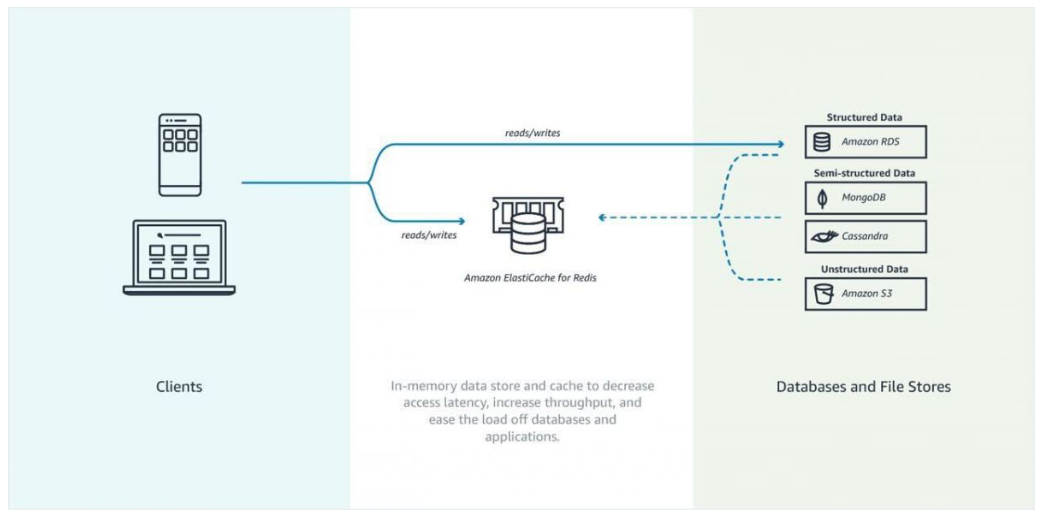 Structured Data
reads/writes
Amazon RDS
Semi-structured Data
MongoDB
reads/writes
Cassandra
Amazon ElastiCache for Redis
Unstructured Data
Amazon S3
Clients
In-memory data store and cache to decrease
access latency, increase throughput, and
ease the load off databases and
applications.
Databases and File Stores